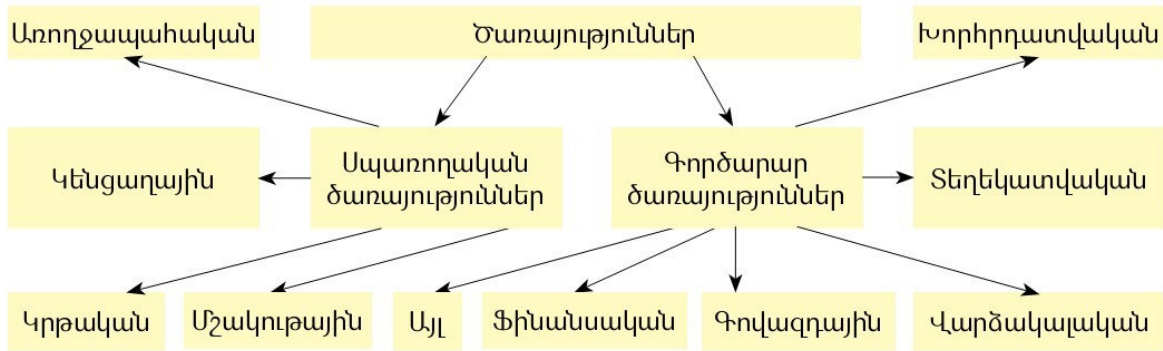 Առողջապահական
Ծառայություններ
Խորհրդատվական
Կենցաղային
Սպառողական
ծառայություններ
Գործարար
ծառայություններ
Տեղեկատվական
Կրթական
Մշակութային
Այլ
Ֆինանսական
Գովազդային
Վարձակալական